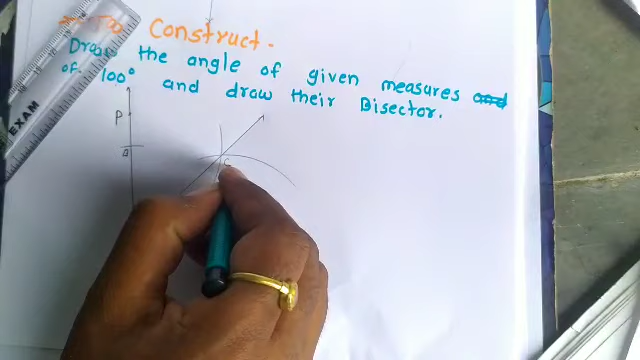 Construct.
Draw the angle of given measures and
of 100° and draw their Bisector.
P
B
C
EXAM